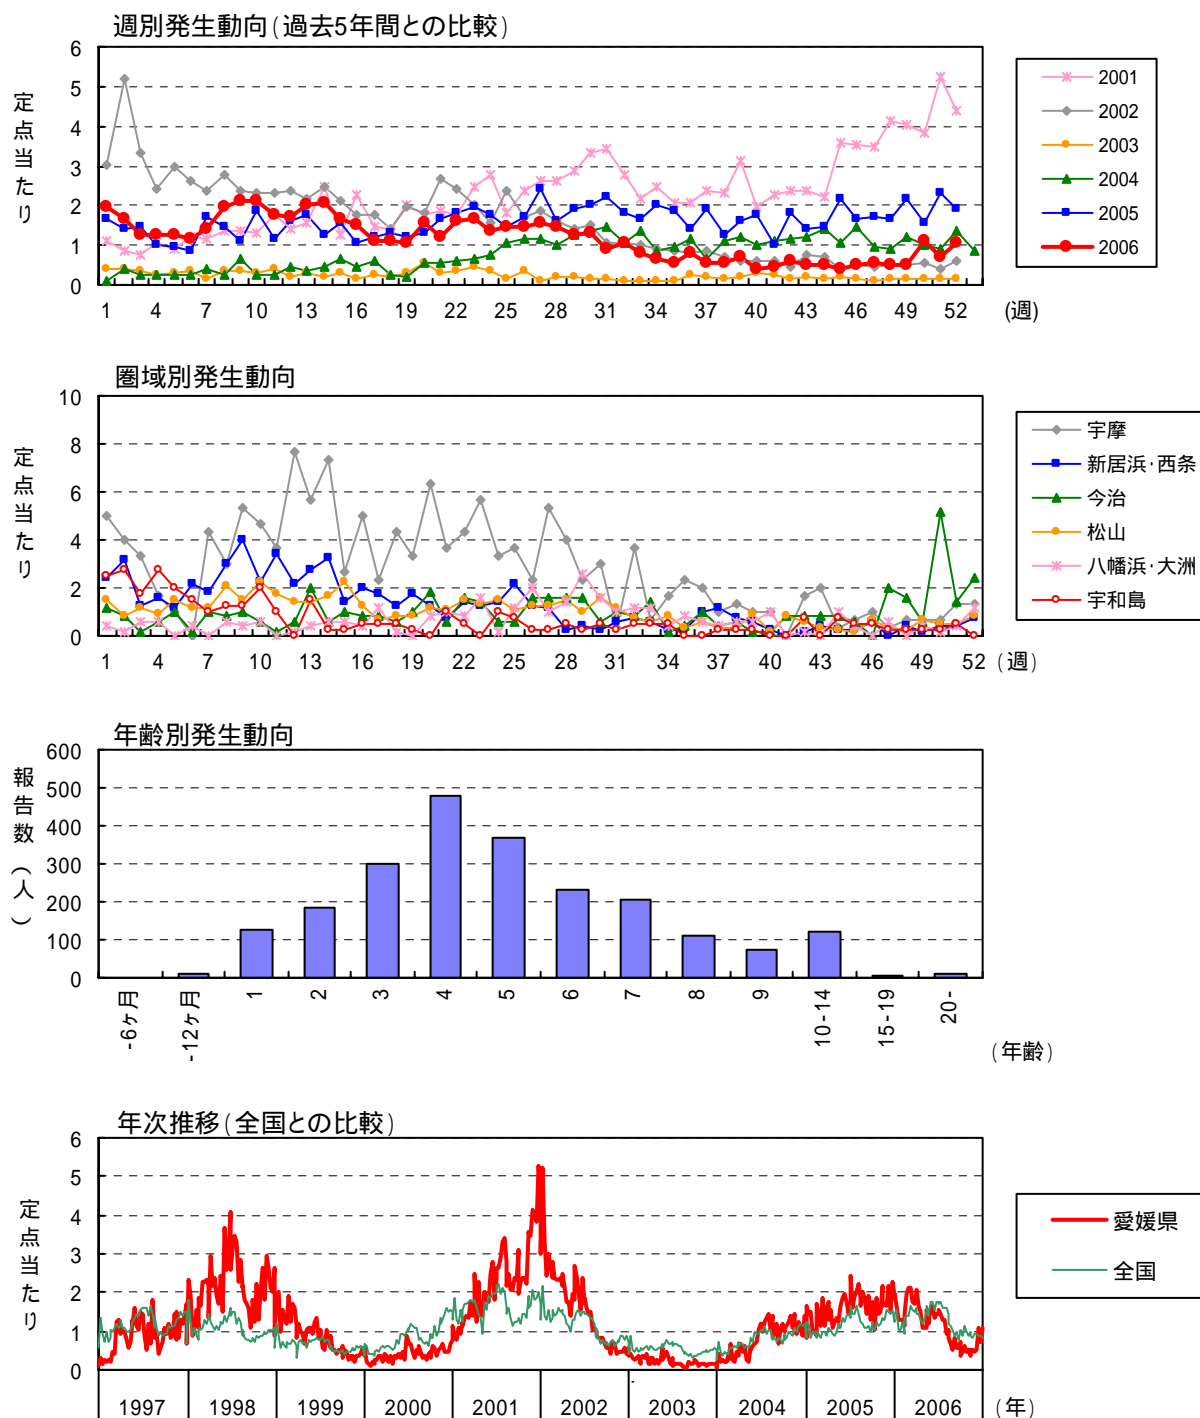 週別発生動向(過去5年間との比較)
定点当たり
6
5
4
3
2
1
0
1 4 7 10 13 16 19 22 25 28 31 34 37 40 43 46 49 52 (週)
2001
2002
2003
2004
2005
2006
圏域別発生動向
定点当たり
10
8
6
4
2
0
1 4 7 10 13 16 19 22 25 28 31 34 37 40 43 46 49 52 (週)
宇摩
新居浜・西条
今治
松山
八幡浜・大洲
宇和島
年齢別発生動向
報告数(人)
600
500
400
300
200
100
0
-6ヶ月 -12ヶ月 1 2 3 4 5 6 7 8 9 10-14 15-19 20-
(年齢)
年次推移(全国との比較)
定点当たり
6
5
4
3
2
1
0
1997 1998 1999 2000 2001 2002 2003 2004 2005 2006 (年)
愛媛県
全国